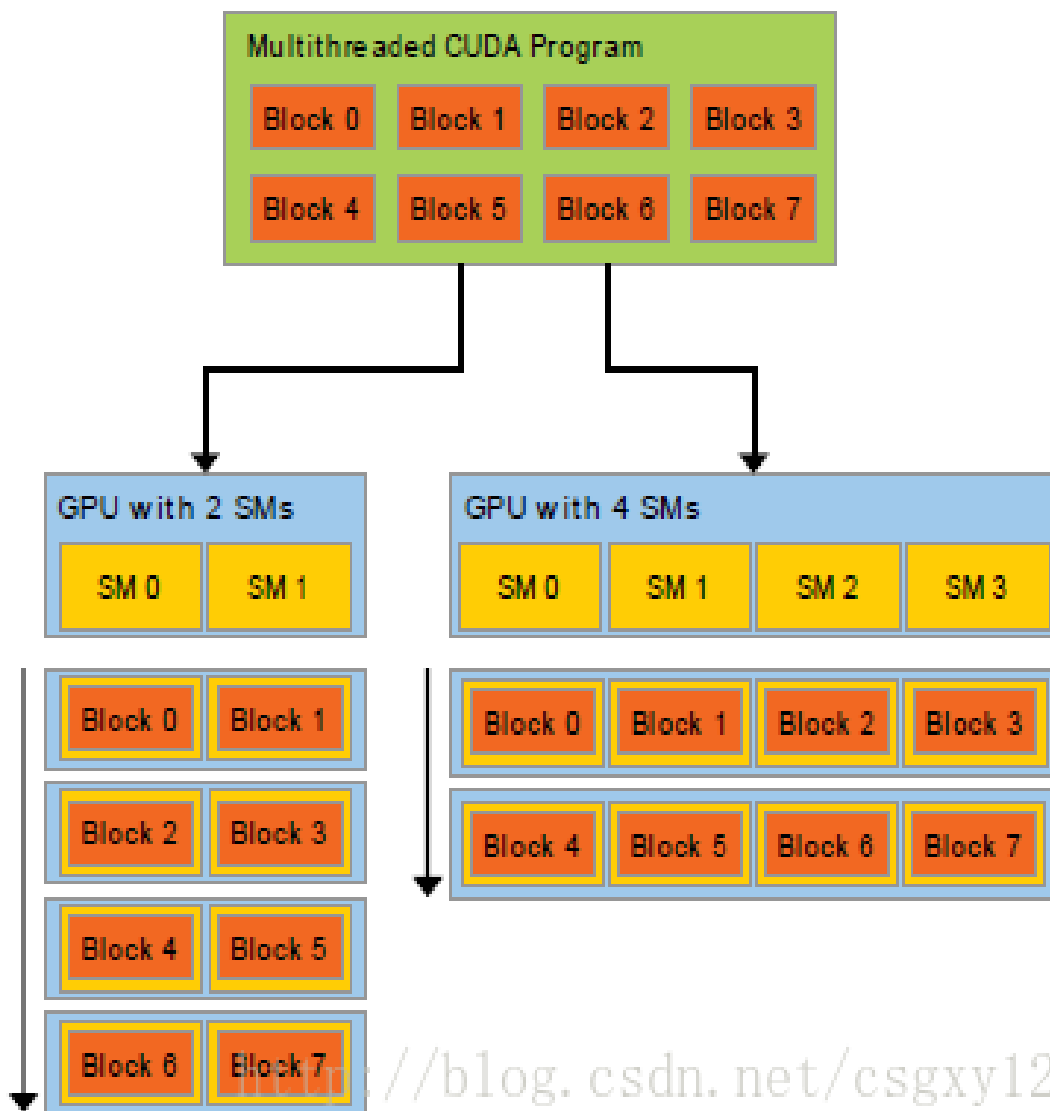 Multithreaded CUDA Program
Block 0 Block 1 Block 2 Block 3
Block 4 Block 5 Block 6 Block 7
GPU with 2 SMs
SM 0 SM 1
Block 0 Block 1
Block 2 Block 3
Block 4 Block 5
Block 6 Block 7
GPU with 4 SMs
SM 0 SM 1 SM 2 SM 3
Block 0 Block 1 Block 2 Block 3
Block 4 Block 5 Block 6 Block 7
http://blog.csdn.net/csgxy12